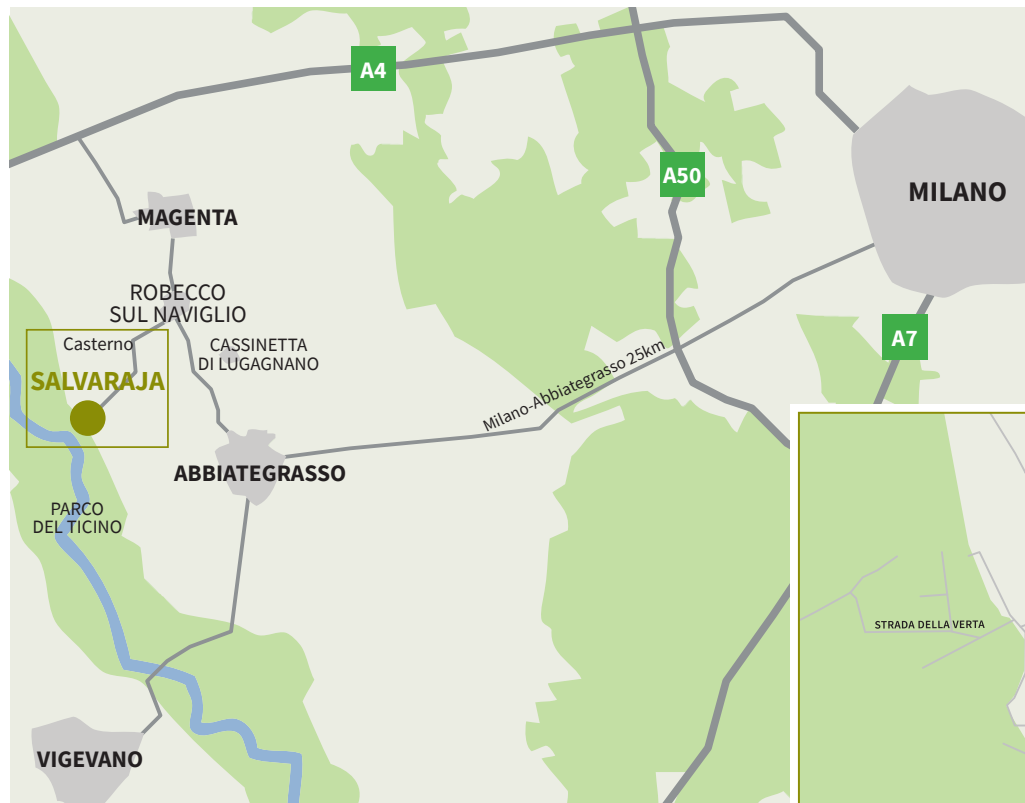 A4
A50
MILANO
MAGENTA
ROBECCO
SUL NAVIGLIO
Casterno
CASSINETTA
DI LUGAGNANO
A7
SALVARAJA
Milano-Abbiategrasso 25km
ABBIATEGRASSO
PARCO
DEL TICINO
STRADA DELLA VERTA
VIGEVANO